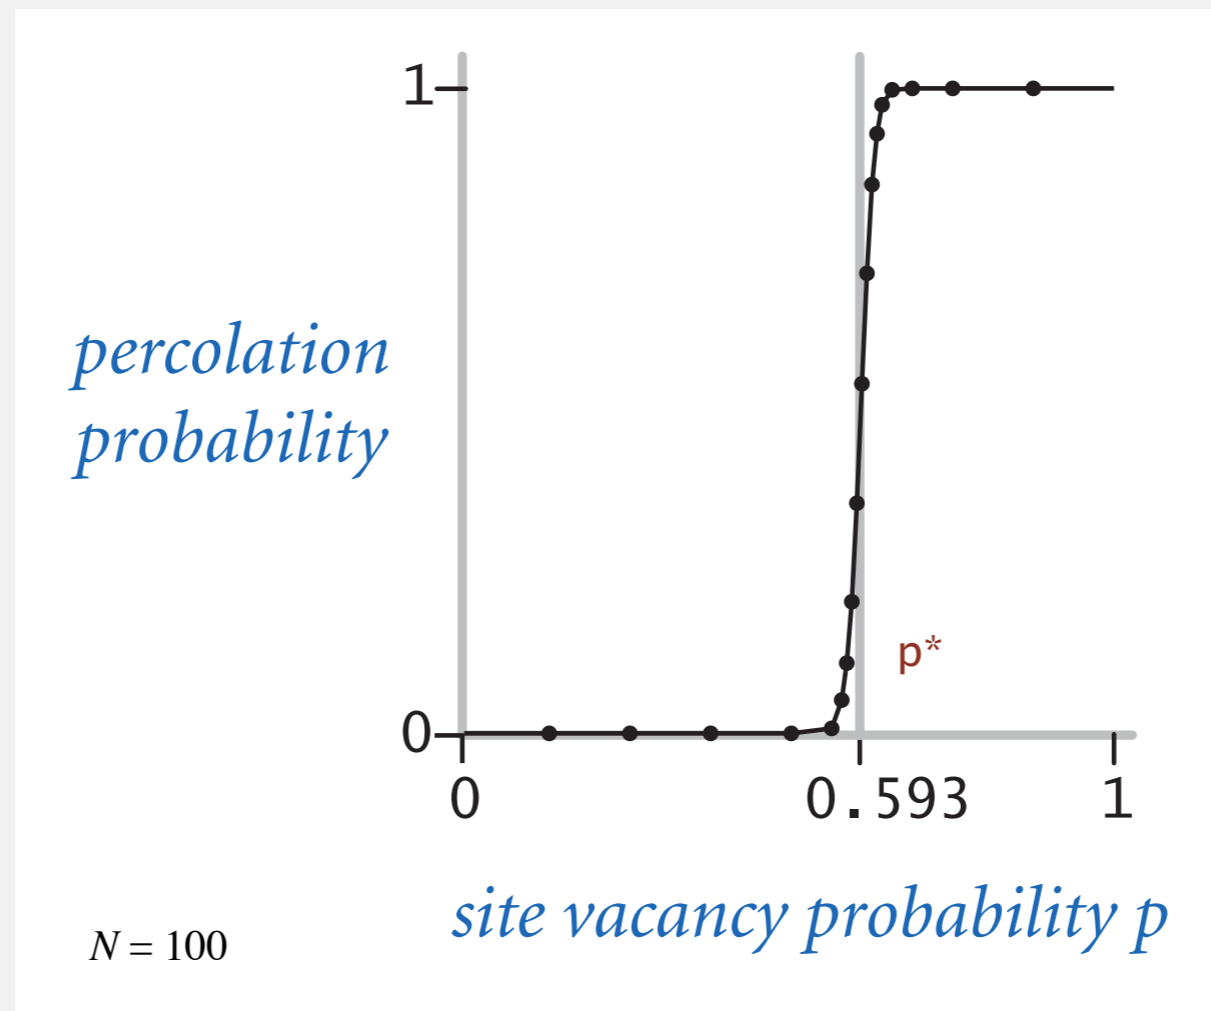 1
percolation
probability
p*
0
0
0.593
1
site vacancy probability p
N = 100